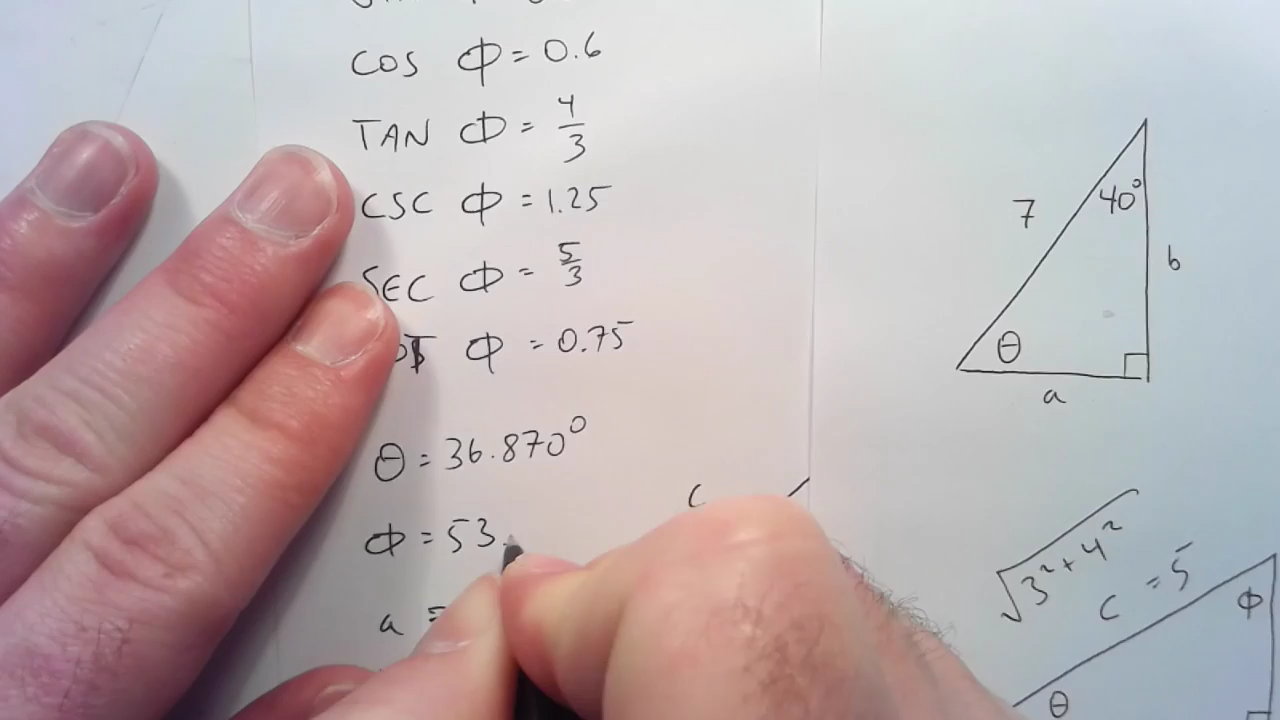 COS Φ = 0.6
TAN Φ = 4/3
CSC Φ = 1.25
SEC Φ = 5/3
Φ = 0.75
θ = 36.870°
Φ = 53.
a =
c
7
40°
b
θ
a
√3²+4²
c = 5
Φ
θ